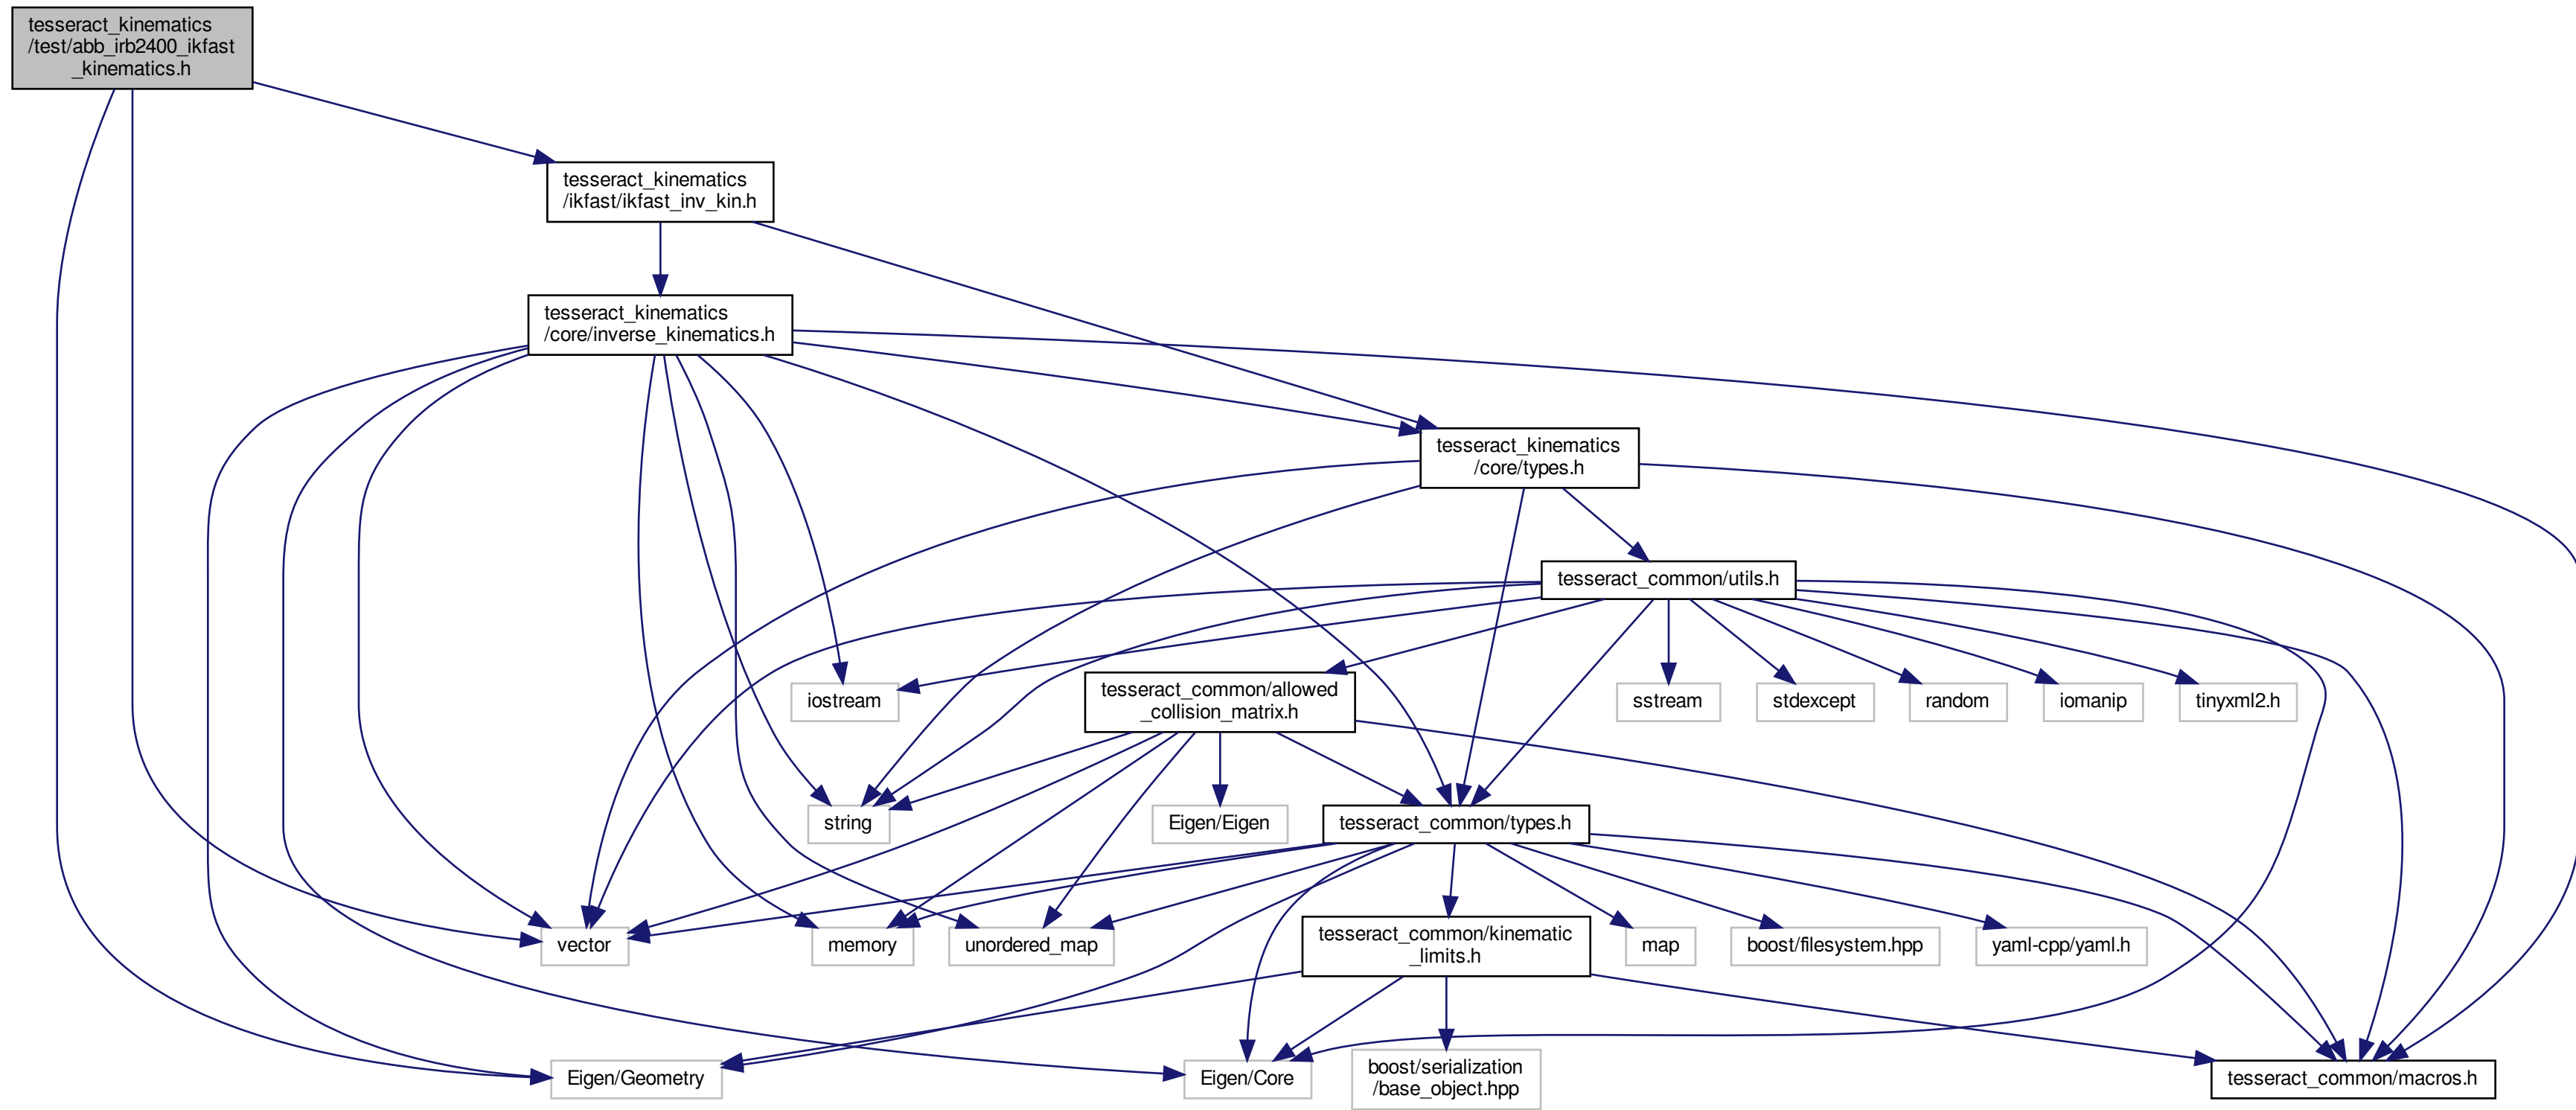 tesseract_kinematics
/test/abb_irb2400_ikfast
_kinematics.h
tesseract_kinematics
/ikfast/ikfast_inv_kin.h
tesseract_kinematics
/core/inverse_kinematics.h
tesseract_kinematics
/core/types.h
tesseract_common/utils.h
iostream
tesseract_common/allowed
_collision_matrix.h
sstream
stdexcept
random
iomanip
tinyxml2.h
string
Eigen/Eigen
tesseract_common/types.h
vector
memory
unordered_map
tesseract_common/kinematic
_limits.h
map
boost/filesystem.hpp
yaml-cpp/yaml.h
Eigen/Geometry
Eigen/Core
boost/serialization
/base_object.hpp
tesseract_common/macros.h